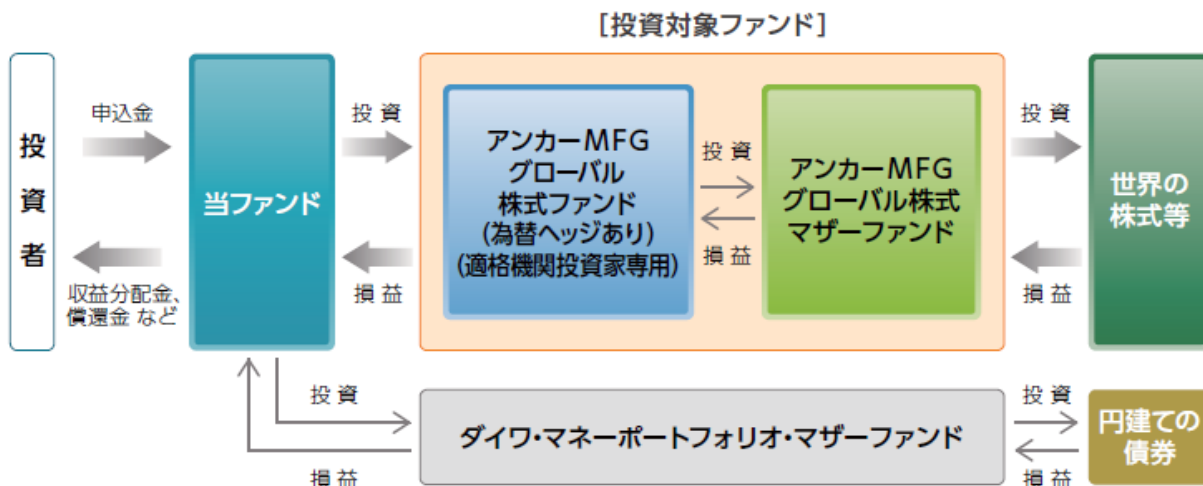 [投資対象ファンド]
投
資
者
申込金
収益分配金、
償還金 など
当ファンド
投 資
損 益
アンカーMFG
グローバル
株式ファンド
(為替ヘッジあり)
(適格機関投資家専用)
投 資
損 益
アンカーMFG
グローバル株式
マザーファンド
投 資
損 益
世界の
株式等
投 資
損 益
ダイワ・マネーポートフォリオ・マザーファンド
投 資
損 益
円建ての
債券